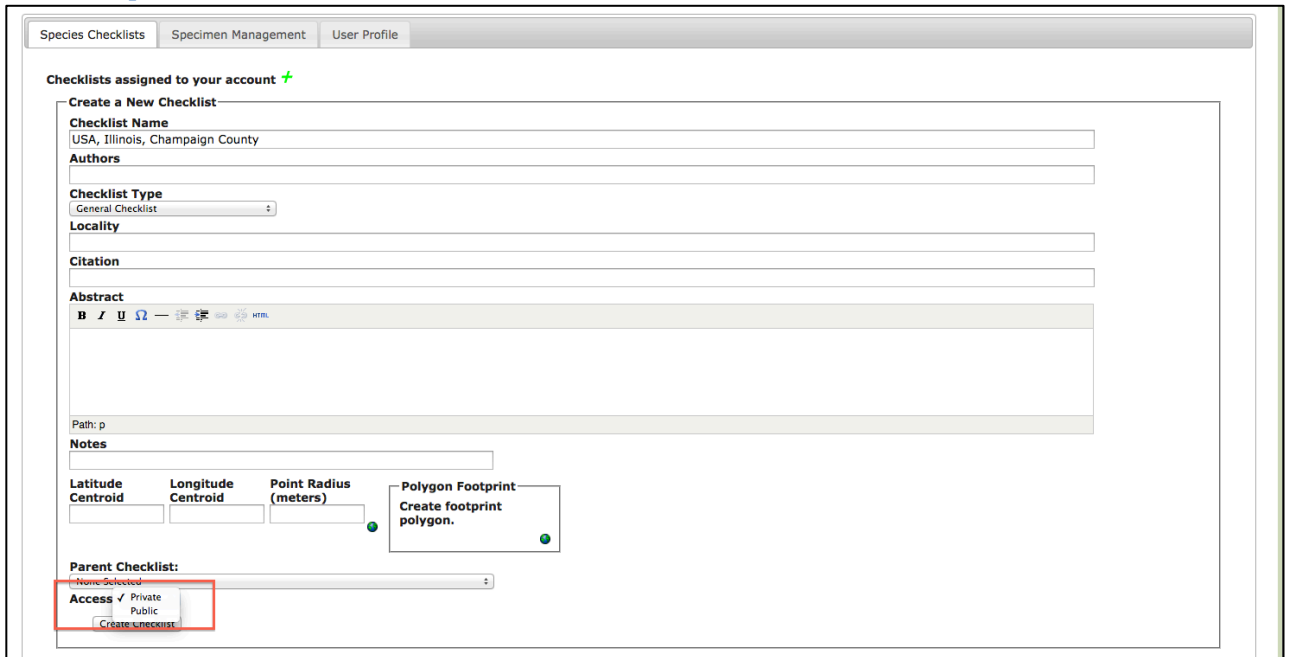 Species Checklists Specimen Management User Profile
Checklists assigned to your account +
Create a New Checklist
Checklist Name
USA, Illinois, Champaign County
Authors
Checklist Type
General Checklist
Locality
Citation
Abstract
B I U Ω — HTML
Path: p
Notes
Latitude Centroid
Longitude Centroid
Point Radius (meters)
Polygon Footprint
Create footprint
polygon.
Parent Checklist:
None Selected
Access ✓ Private
Public
Create Checklist